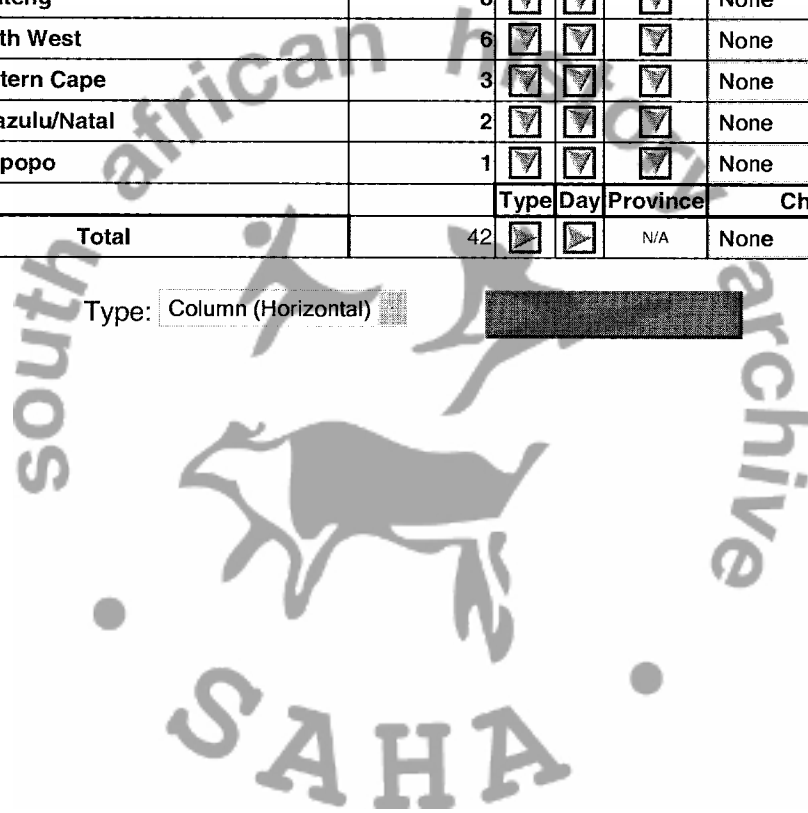 th West 6 None
tern Cape 3 None
azulu/Natal 2 None
popo 1 None
Type Day Province Ch
Total 42 N/A None
Type: Column (Horizontal)
south african history archive
SAHA